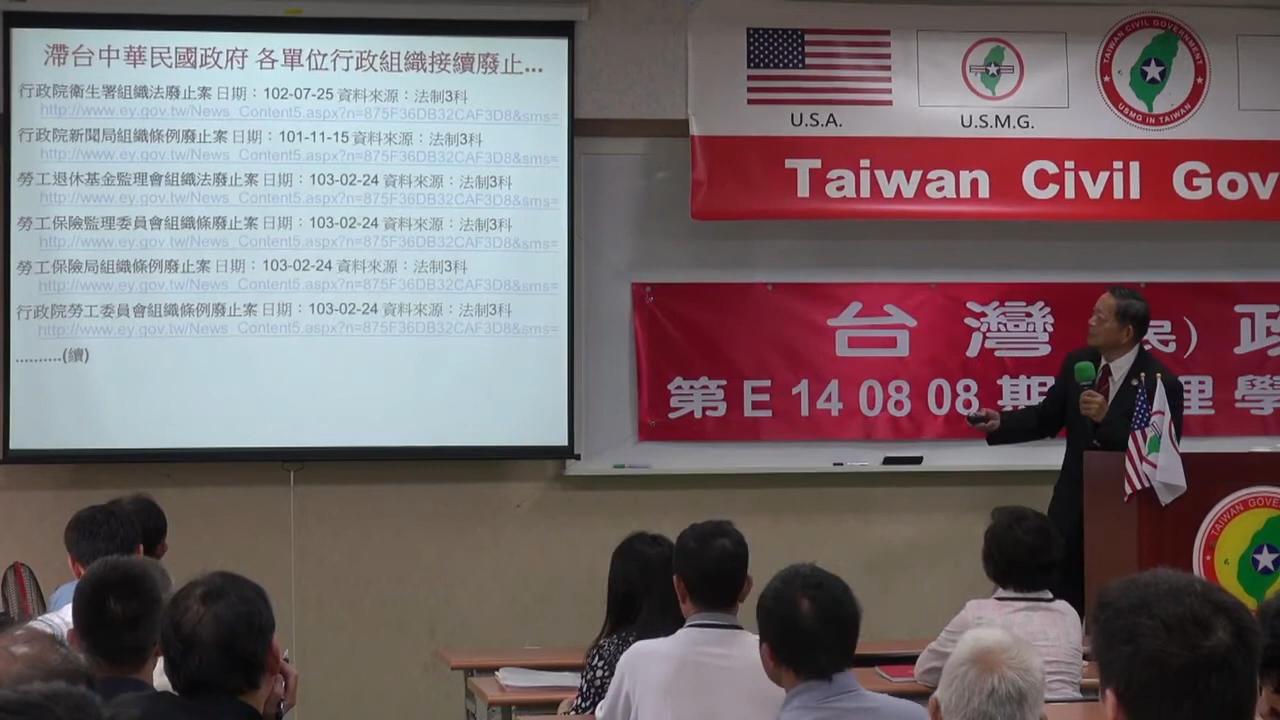 滯台中華民國政府 各單位行政組織接續廢止...
行政院衛生署組織法廢止案 日期：102-07-25 資料來源：法制3科
http://www.ey.gov.tw/News_Content5.aspx?n=875F36DB32CAF3D8&sms=
行政院新聞局組織條例廢止案 日期：101-11-15 資料來源：法制3科
http://www.ey.gov.tw/News_Content5.aspx?n=875F36DB32CAF3D8&sms=
勞工退休基金監理會組織法廢止案 日期：103-02-24 資料來源：法制3科
http://www.ey.gov.tw/News_Content5.aspx?n=875F36DB32CAF3D8&sms=
勞工保險監理委員會組織條廢止案 日期：103-02-24 資料來源：法制3科
http://www.ey.gov.tw/News_Content5.aspx?n=875F36DB32CAF3D8&sms=
勞工保險局組織條例廢止案 日期：103-02-24 資料來源：法制3科
http://www.ey.gov.tw/News_Content5.aspx?n=875F36DB32CAF3D8&sms=
行政院勞工委員會組織條例廢止案 日期：103-02-24 資料來源：法制3科
http://www.ey.gov.tw/News_Content5.aspx?n=875F36DB32CAF3D8&sms=
..........(續)
U.S.A.
U.S.M.G.
TAIWAN CIVIL GOVERNMENT
USMG IN TAIWAN
Taiwan Civil Gov
台灣 民）政
第 E 14 08 08 期 理 學
TAIWAN GOVER